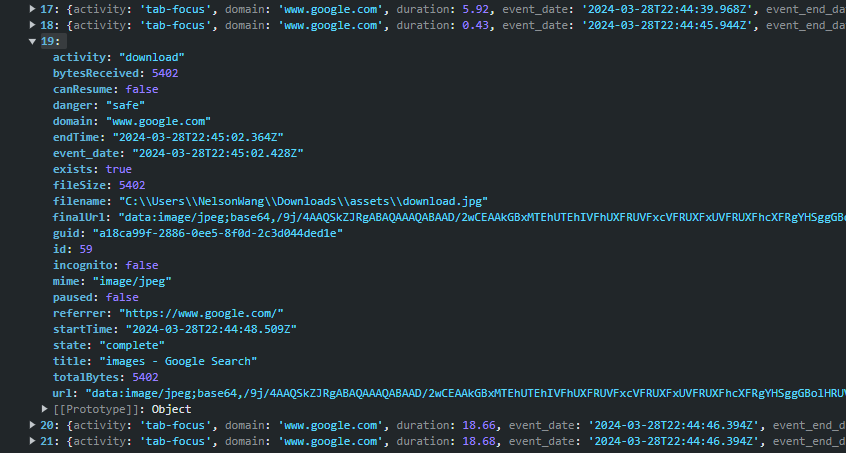 17: {activity: 'tab-focus', domain: 'www.google.com', duration: 5.92, event_date: '2024-03-28T22:44:39.968Z', event_end_da
18: {activity: 'tab-focus', domain: 'www.google.com', duration: 0.43, event_date: '2024-03-28T22:44:45.944Z', event_end_da
19:
activity: "download"
bytesReceived: 5402
canResume: false
danger: "safe"
domain: "www.google.com"
endTime: "2024-03-28T22:45:02.364Z"
event_date: "2024-03-28T22:45:02.428Z"
exists: true
fileSize: 5402
filename: "C:\\Users\\NelsonWang\\Downloads\\assets\\download.jpg"
finalUrl: "data:image/jpeg;base64,/9j/4AAQSkZJRgABAQAAAQABAAD/2wCEAAkGBxMTEhUTEhIVFhUXFRUVFxcVFRUXFxUVFRUXFhcXFRgYHSggGBo
guid: "a18ca99f-2886-0ee5-8f0d-2c3d044ded1e"
id: 59
incognito: false
mime: "image/jpeg"
paused: false
referrer: "https://www.google.com/"
startTime: "2024-03-28T22:44:48.509Z"
state: "complete"
title: "images - Google Search"
totalBytes: 5402
url: "data:image/jpeg;base64,/9j/4AAQSkZJRgABAQAAAQABAAD/2wCEAAkGBxMTEhUTEhIVFhUXFRUVFxcVFRUXFxUVFRUXFhcXFRgYHSggGBolHRUV
[[Prototype]]: Object
20: {activity: 'tab-focus', domain: 'www.google.com', duration: 18.66, event_date: '2024-03-28T22:44:46.394Z', event_end_d
21: {activity: 'tab-focus', domain: 'www.google.com', duration: 18.68, event_date: '2024-03-28T22:44:46.394Z', event_end_d